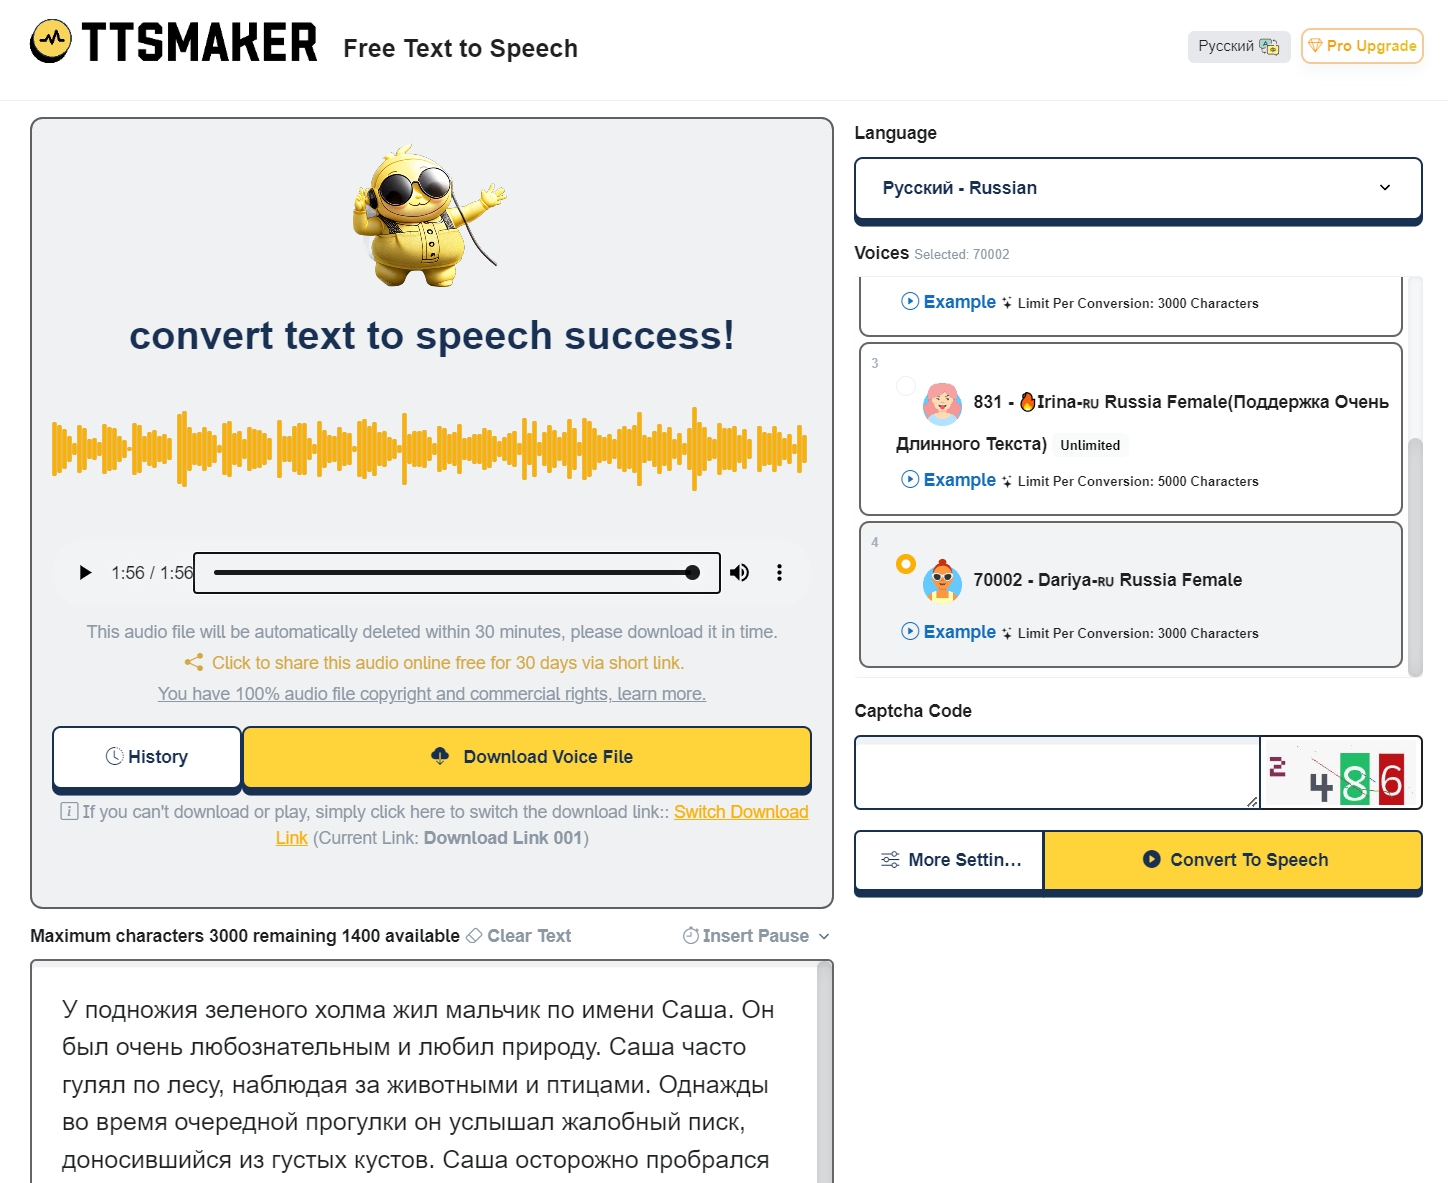 TTSMAKER
Free Text to Speech
Русский
Pro Upgrade
convert text to speech success!
1:56 / 1:56
This audio file will be automatically deleted within 30 minutes, please download it in time.
Click to share this audio online free for 30 days via short link.
You have 100% audio file copyright and commercial rights, learn more.
History
Download Voice File
If you can't download or play, simply click here to switch the download link:: Switch Download
Link (Current Link: Download Link 001)
Maximum characters 3000 remaining 1400 available Clear Text
Insert Pause
У подножия зеленого холма жил мальчик по имени Саша. Он
был очень любознательным и любил природу. Саша часто
гулял по лесу, наблюдая за животными и птицами. Однажды
во время очередной прогулки он услышал жалобный писк,
доносившийся из густых кустов. Саша осторожно пробрался
Language
Русский - Russian
Voices Selected: 70002
Example Limit Per Conversion: 3000 Characters
3
831 - 🔥Irina-RU Russia Female(Поддержка Очень
Длинного Текста) Unlimited
Example Limit Per Conversion: 5000 Characters
4
70002 - Dariya-RU Russia Female
Example Limit Per Conversion: 3000 Characters
Captcha Code
2486
More Settin...
Convert To Speech